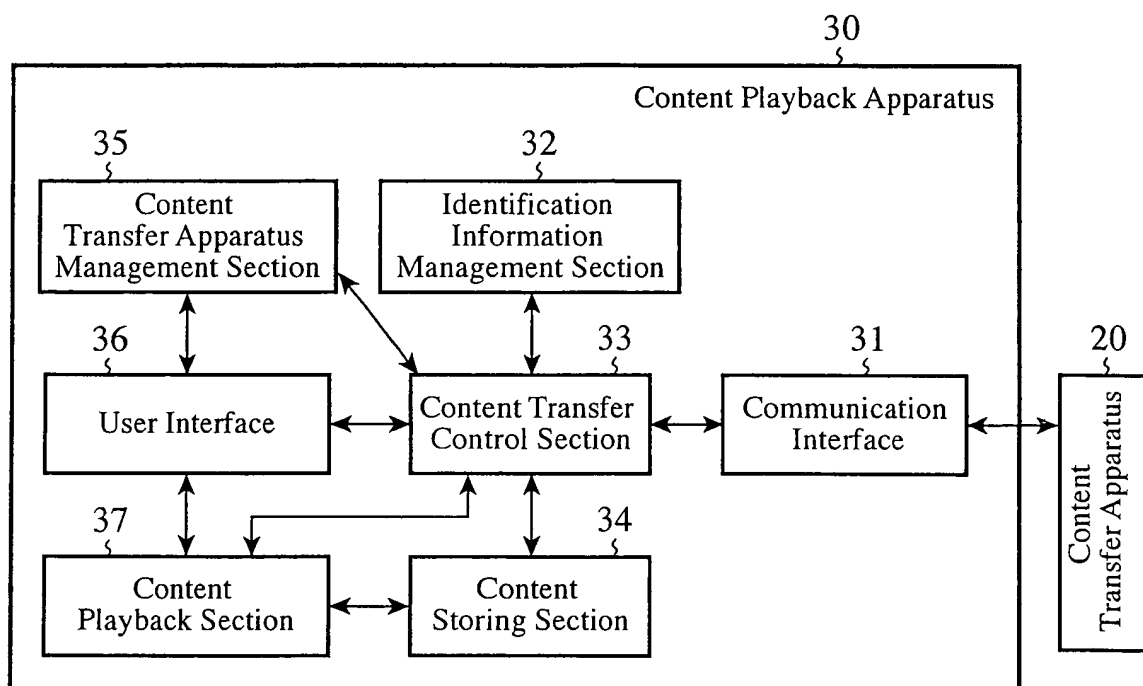 30
Content Playback Apparatus
35
Content
Transfer Apparatus
Management Section
32
Identification
Information
Management Section
36
User Interface
33
Content Transfer
Control Section
31
Communication
Interface
20
Content
Transfer Apparatus
37
Content
Playback Section
34
Content
Storing Section